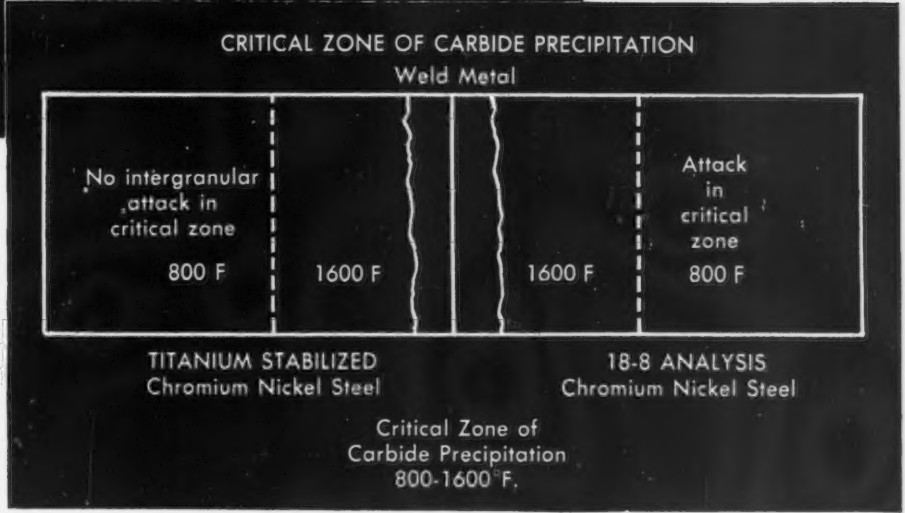 CRITICAL ZONE OF CARBIDE PRECIPITATION
Weld Metal
No intergranular
attack in
critical zone
800 F
1600 F
1600 F
Attack
in
critical
zone
800 F
TITANIUM STABILIZED
Chromium Nickel Steel
18-8 ANALYSIS
Chromium Nickel Steel
Critical Zone of
Carbide Precipitation
800-1600°F.